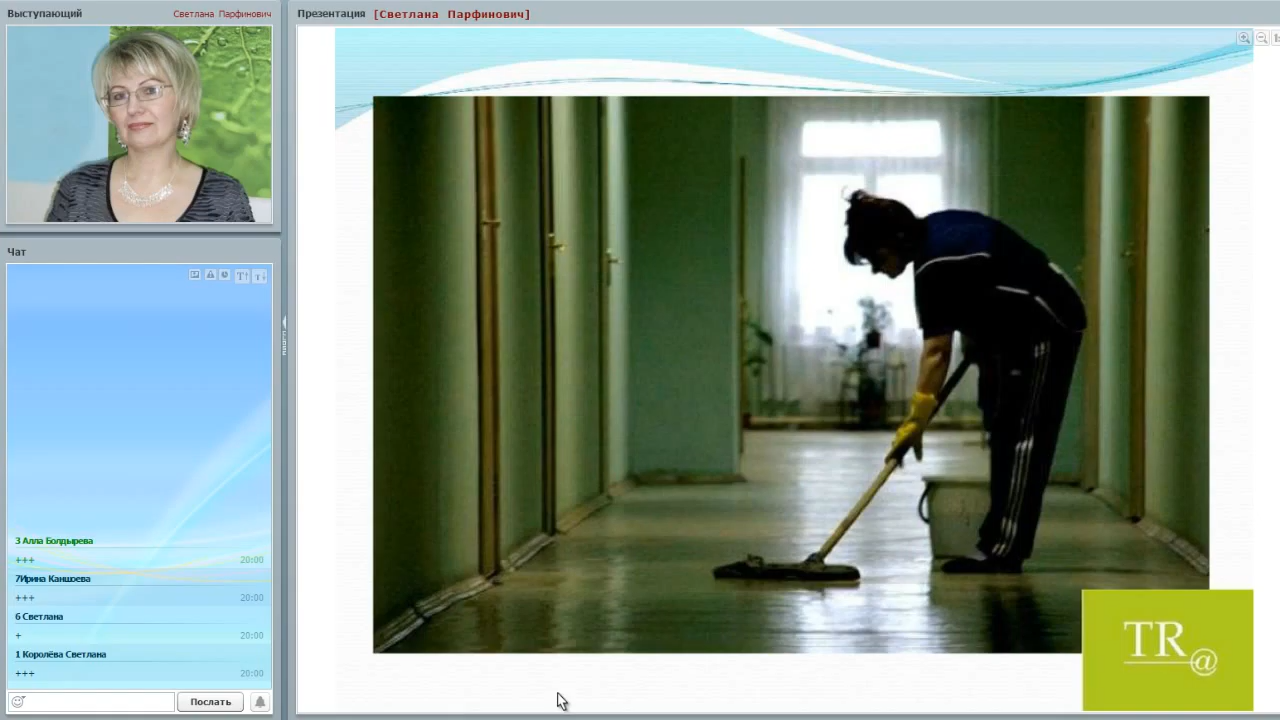 Выступающий
Светлана Парфинович
Чат
3 Алла Болдырева
+++ 20:00
7Ирина Каншоева
+++ 20:00
6 Светлана
+ 20:00
1 Королёва Светлана
+++ 20:00
Послать
Презентация [Светлана Парфинович]
TR@